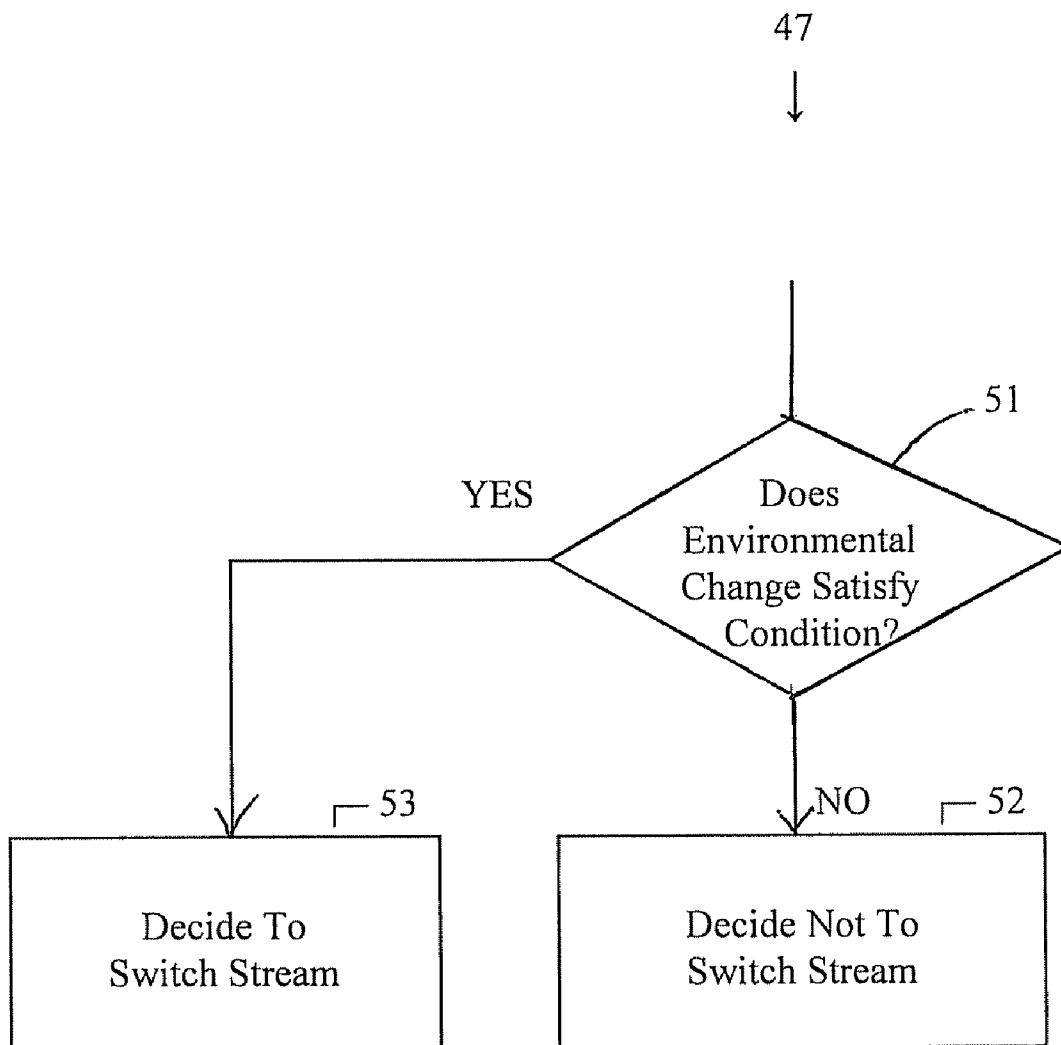 47
51
YES
Does
Environmental
Change Satisfy
Condition?
NO
53
52
Decide To
Switch Stream
Decide Not To
Switch Stream